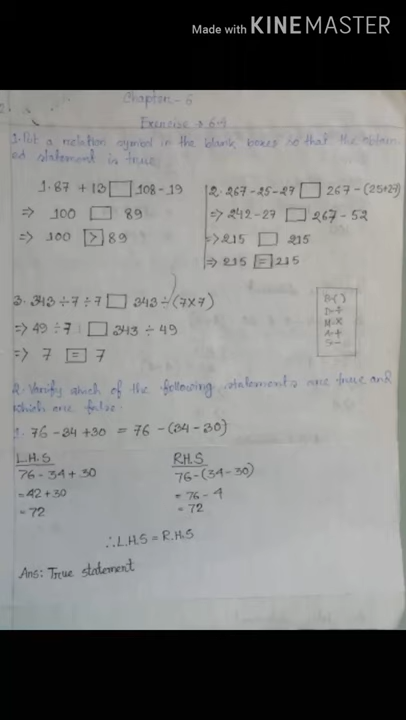 Made with KINEMASTER
Chapter - 6
Exercise → 6.4
1. Put a relation symbol in the blank boxes so that the obtain
ed statement is true.
1. 87 + 13 □ 108 - 19
⇒ 100 □ 89
⇒ 100 > 89
2. 267-25-27 □ 267-(25+27)
⇒ 242-27 □ 267-52
⇒ 215 □ 215
⇒ 215 = 215
3. 343 ÷ 7 ÷ 7 □ 343 ÷ (7×7)
⇒ 49 ÷ 7 □ 343 ÷ 49
⇒ 7 = 7
B-()
D-÷
M-×
A-+
S--
2. Verify which of the following statements are true and
which are false.
1. 76 - 34 + 30 = 76 - (34 - 30)
L.H.S
76 - 34 + 30
= 42 + 30
= 72
R.H.S
76 - (34 - 30)
= 76 - 4
= 72
∴ L.H.S = R.H.S
Ans: True statement